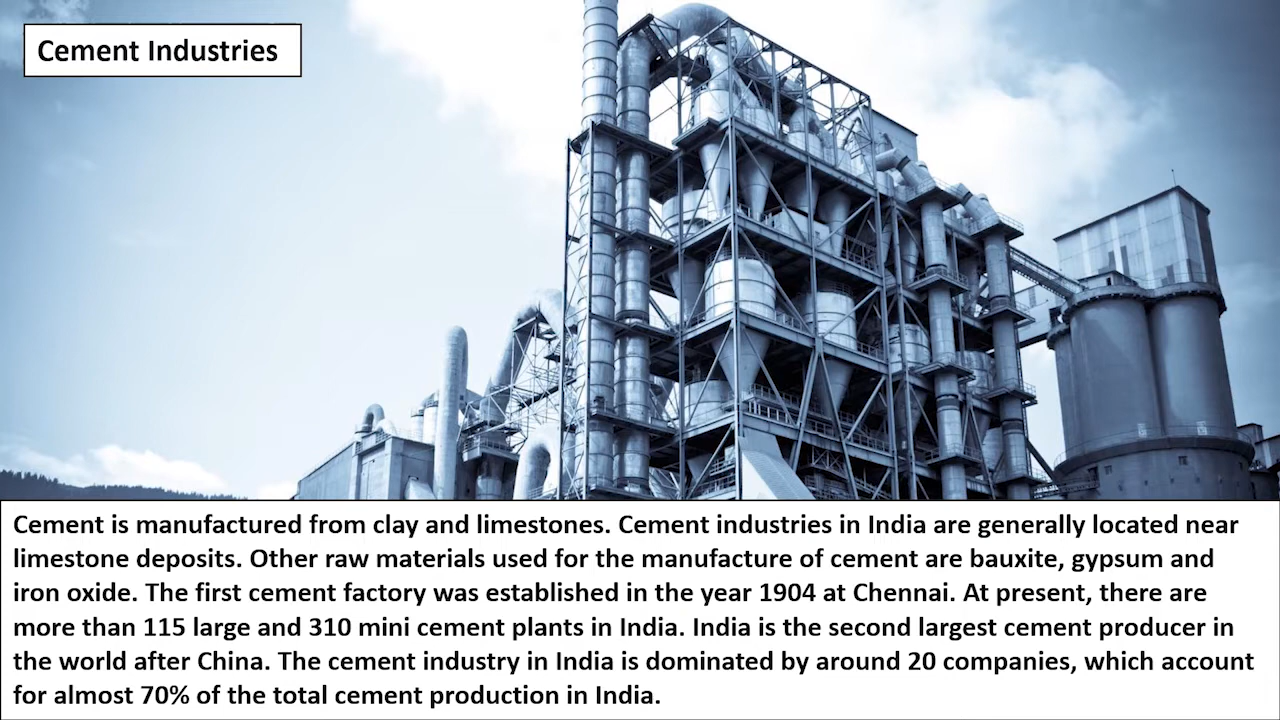 Cement Industries
Cement is manufactured from clay and limestones. Cement industries in India are generally located near
limestone deposits. Other raw materials used for the manufacture of cement are bauxite, gypsum and
iron oxide. The first cement factory was established in the year 1904 at Chennai. At present, there are
more than 115 large and 310 mini cement plants in India. India is the second largest cement producer in
the world after China. The cement industry in India is dominated by around 20 companies, which account
for almost 70% of the total cement production in India.